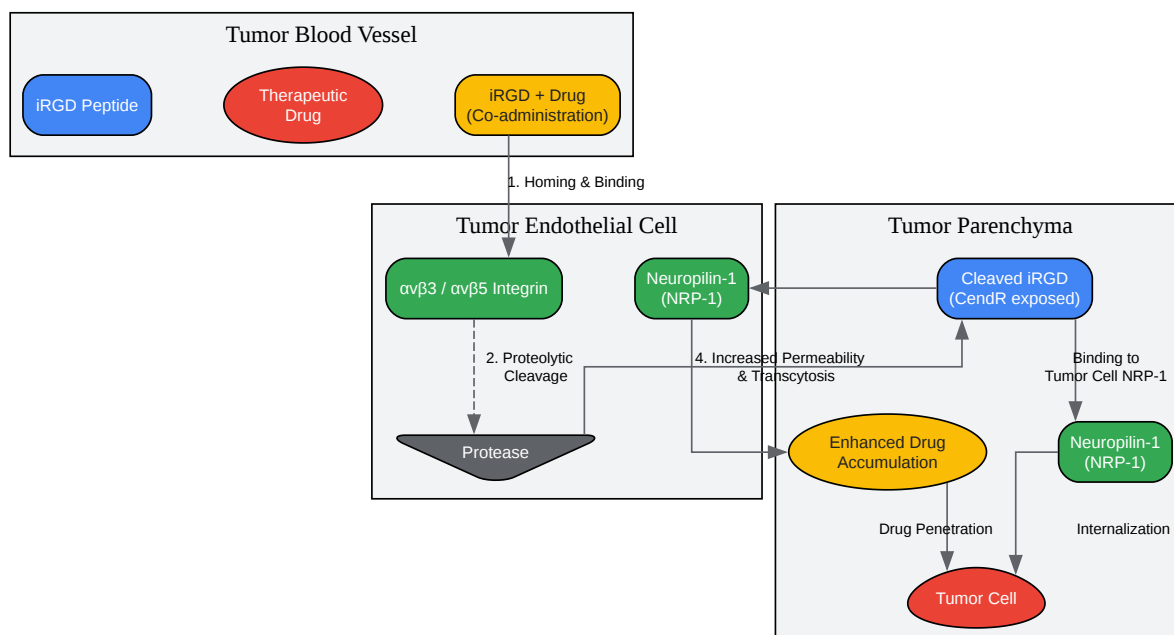 Tumor Blood Vessel
iRGD Peptide
Therapeutic
Drug
iRGD + Drug
(Co-administration)
1. Homing & Binding
Tumor Endothelial Cell
αvβ3 / αvβ5 Integrin
Neuropilin-1
(NRP-1)
2. Proteolytic
Cleavage
Protease
4. Increased Permeability
& Transcytosis
Tumor Parenchyma
Cleaved iRGD
(CendR exposed)
Binding to
Tumor Cell NRP-1
Enhanced Drug
Accumulation
Neuropilin-1
(NRP-1)
Drug Penetration
Internalization
Tumor Cell